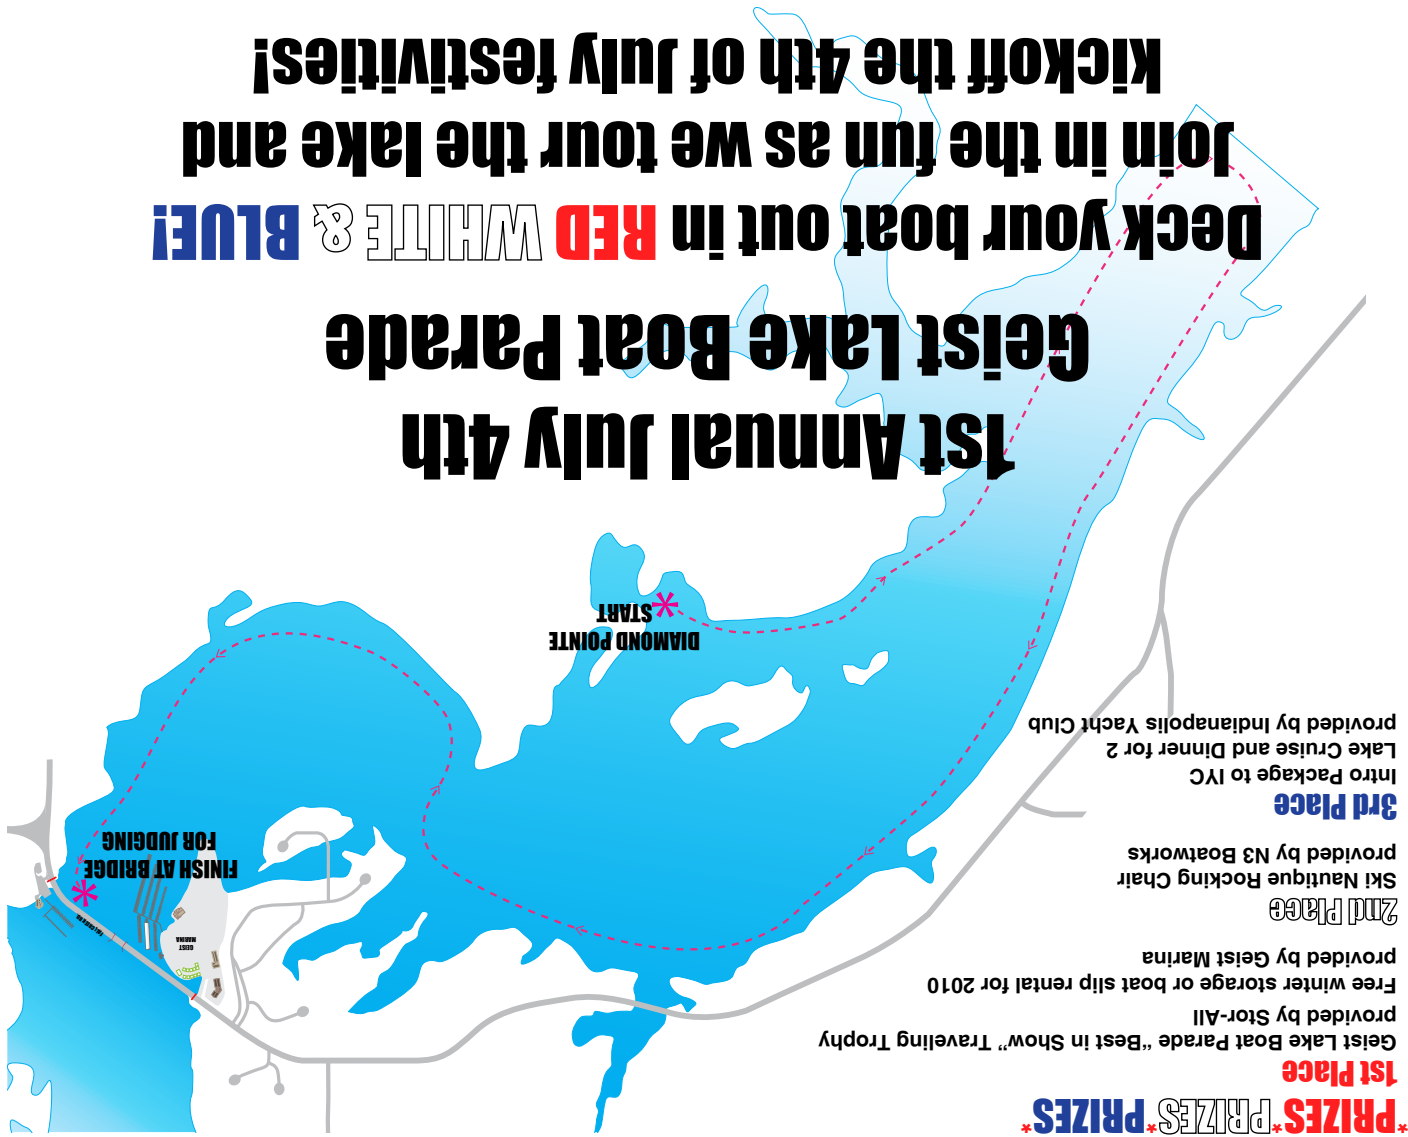 *PRIZES*PRIZES*PRIZES*
1st Place
Geist Lake Boat Parade “Best in Show” Traveling Trophy
provided by Stor-All
Free winter storage or boat slip rental for 2010
provided by Geist Marina
2nd Place
Ski Nautique Rocking Chair
provided by N3 Boatworks
3rd Place
Intro Package to IYC
Lake Cruise and Dinner for 2
provided by Indianapolis Yacht Club
GEIST
MARINA
FINISH AT BRIDGE
FOR JUDGING
DIAMOND POINTE
START
1st Annual July 4th
Geist Lake Boat Parade
Deck your boat out in RED WHITE & BLUE!
Join in the fun as we tour the lake and
kickoff the 4th of July festivities!